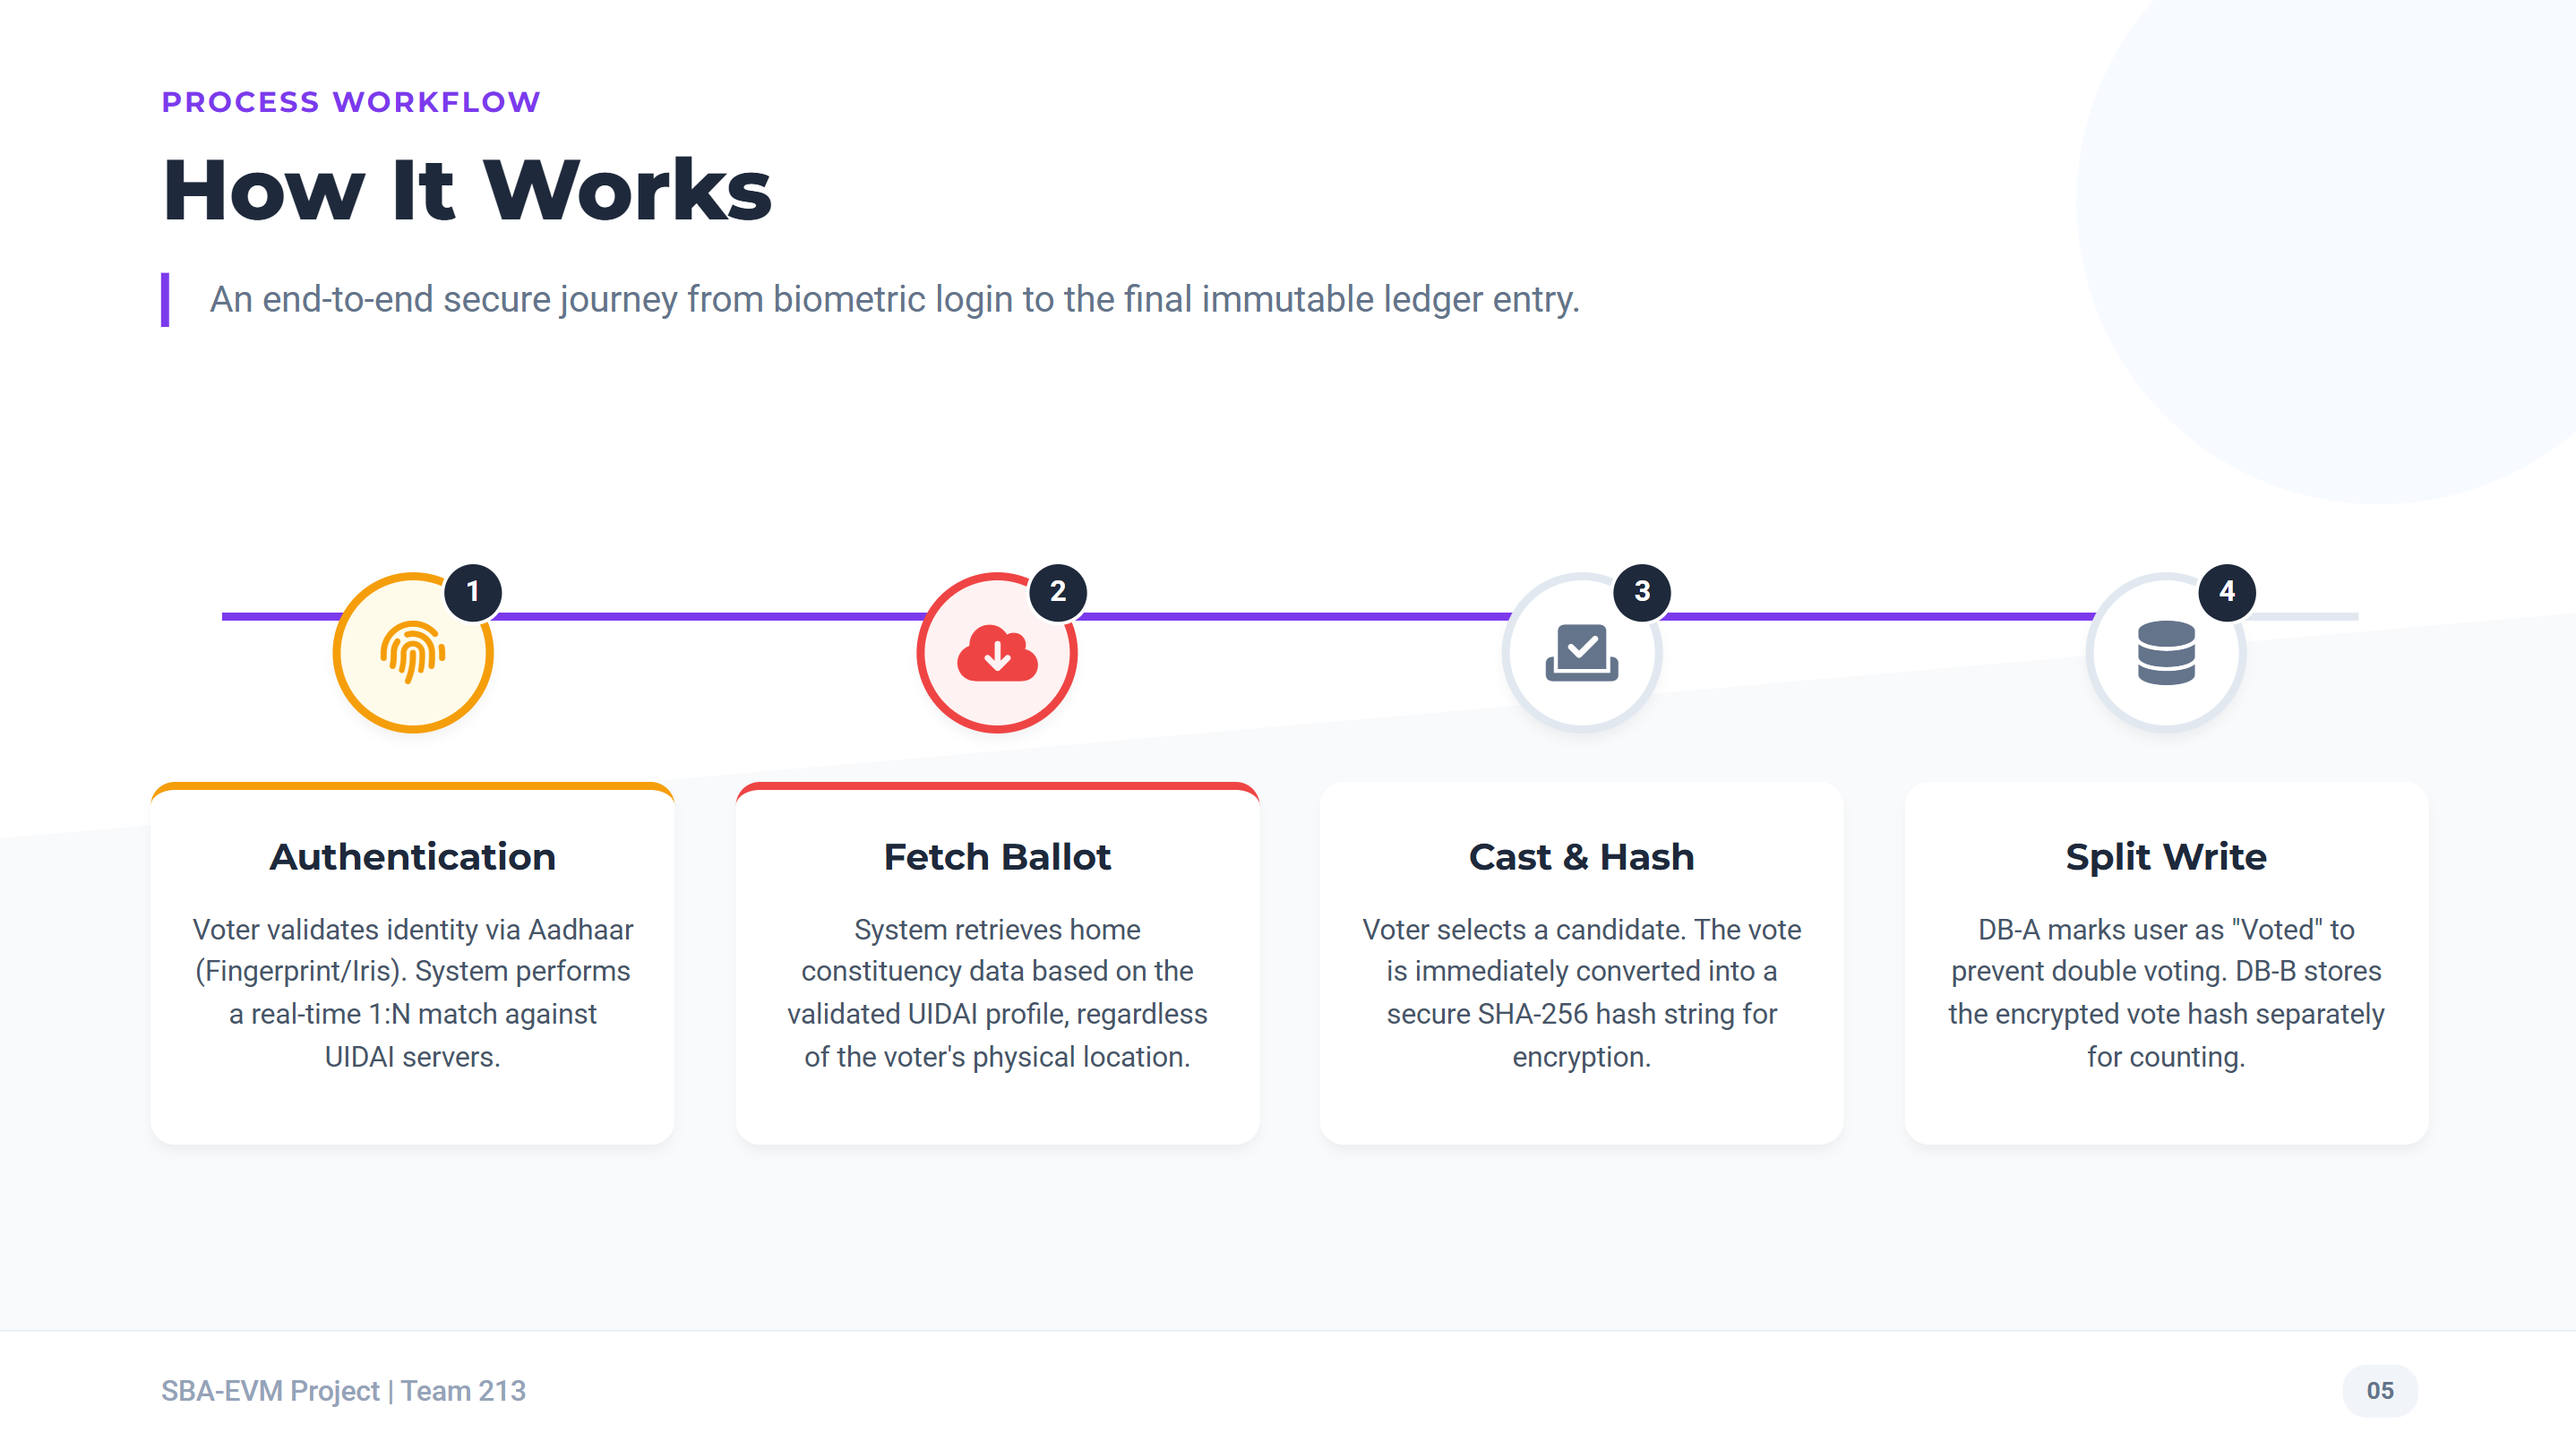 PROCESS WORKFLOW
How It Works
An end-to-end secure journey from biometric login to the final immutable ledger entry.
1
2
3
4
Authentication
Voter validates identity via Aadhaar
(Fingerprint/Iris). System performs
a real-time 1:N match against
UIDAI servers.
Fetch Ballot
System retrieves home
constituency data based on the
validated UIDAI profile, regardless
of the voter's physical location.
Cast & Hash
Voter selects a candidate. The vote
is immediately converted into a
secure SHA-256 hash string for
encryption.
Split Write
DB-A marks user as "Voted" to
prevent double voting. DB-B stores
the encrypted vote hash separately
for counting.
SBA-EVM Project | Team 213
05